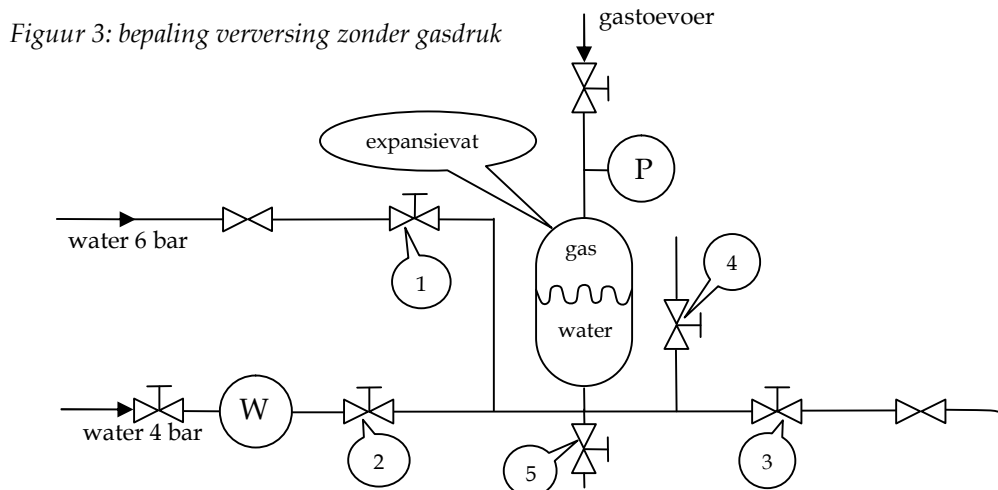 Figuur 3: bepaling verversing zonder gasdruk
gastoevoer
expansievat
P
water 6 bar
gas
4
1
water
W
water 4 bar
2
5
3